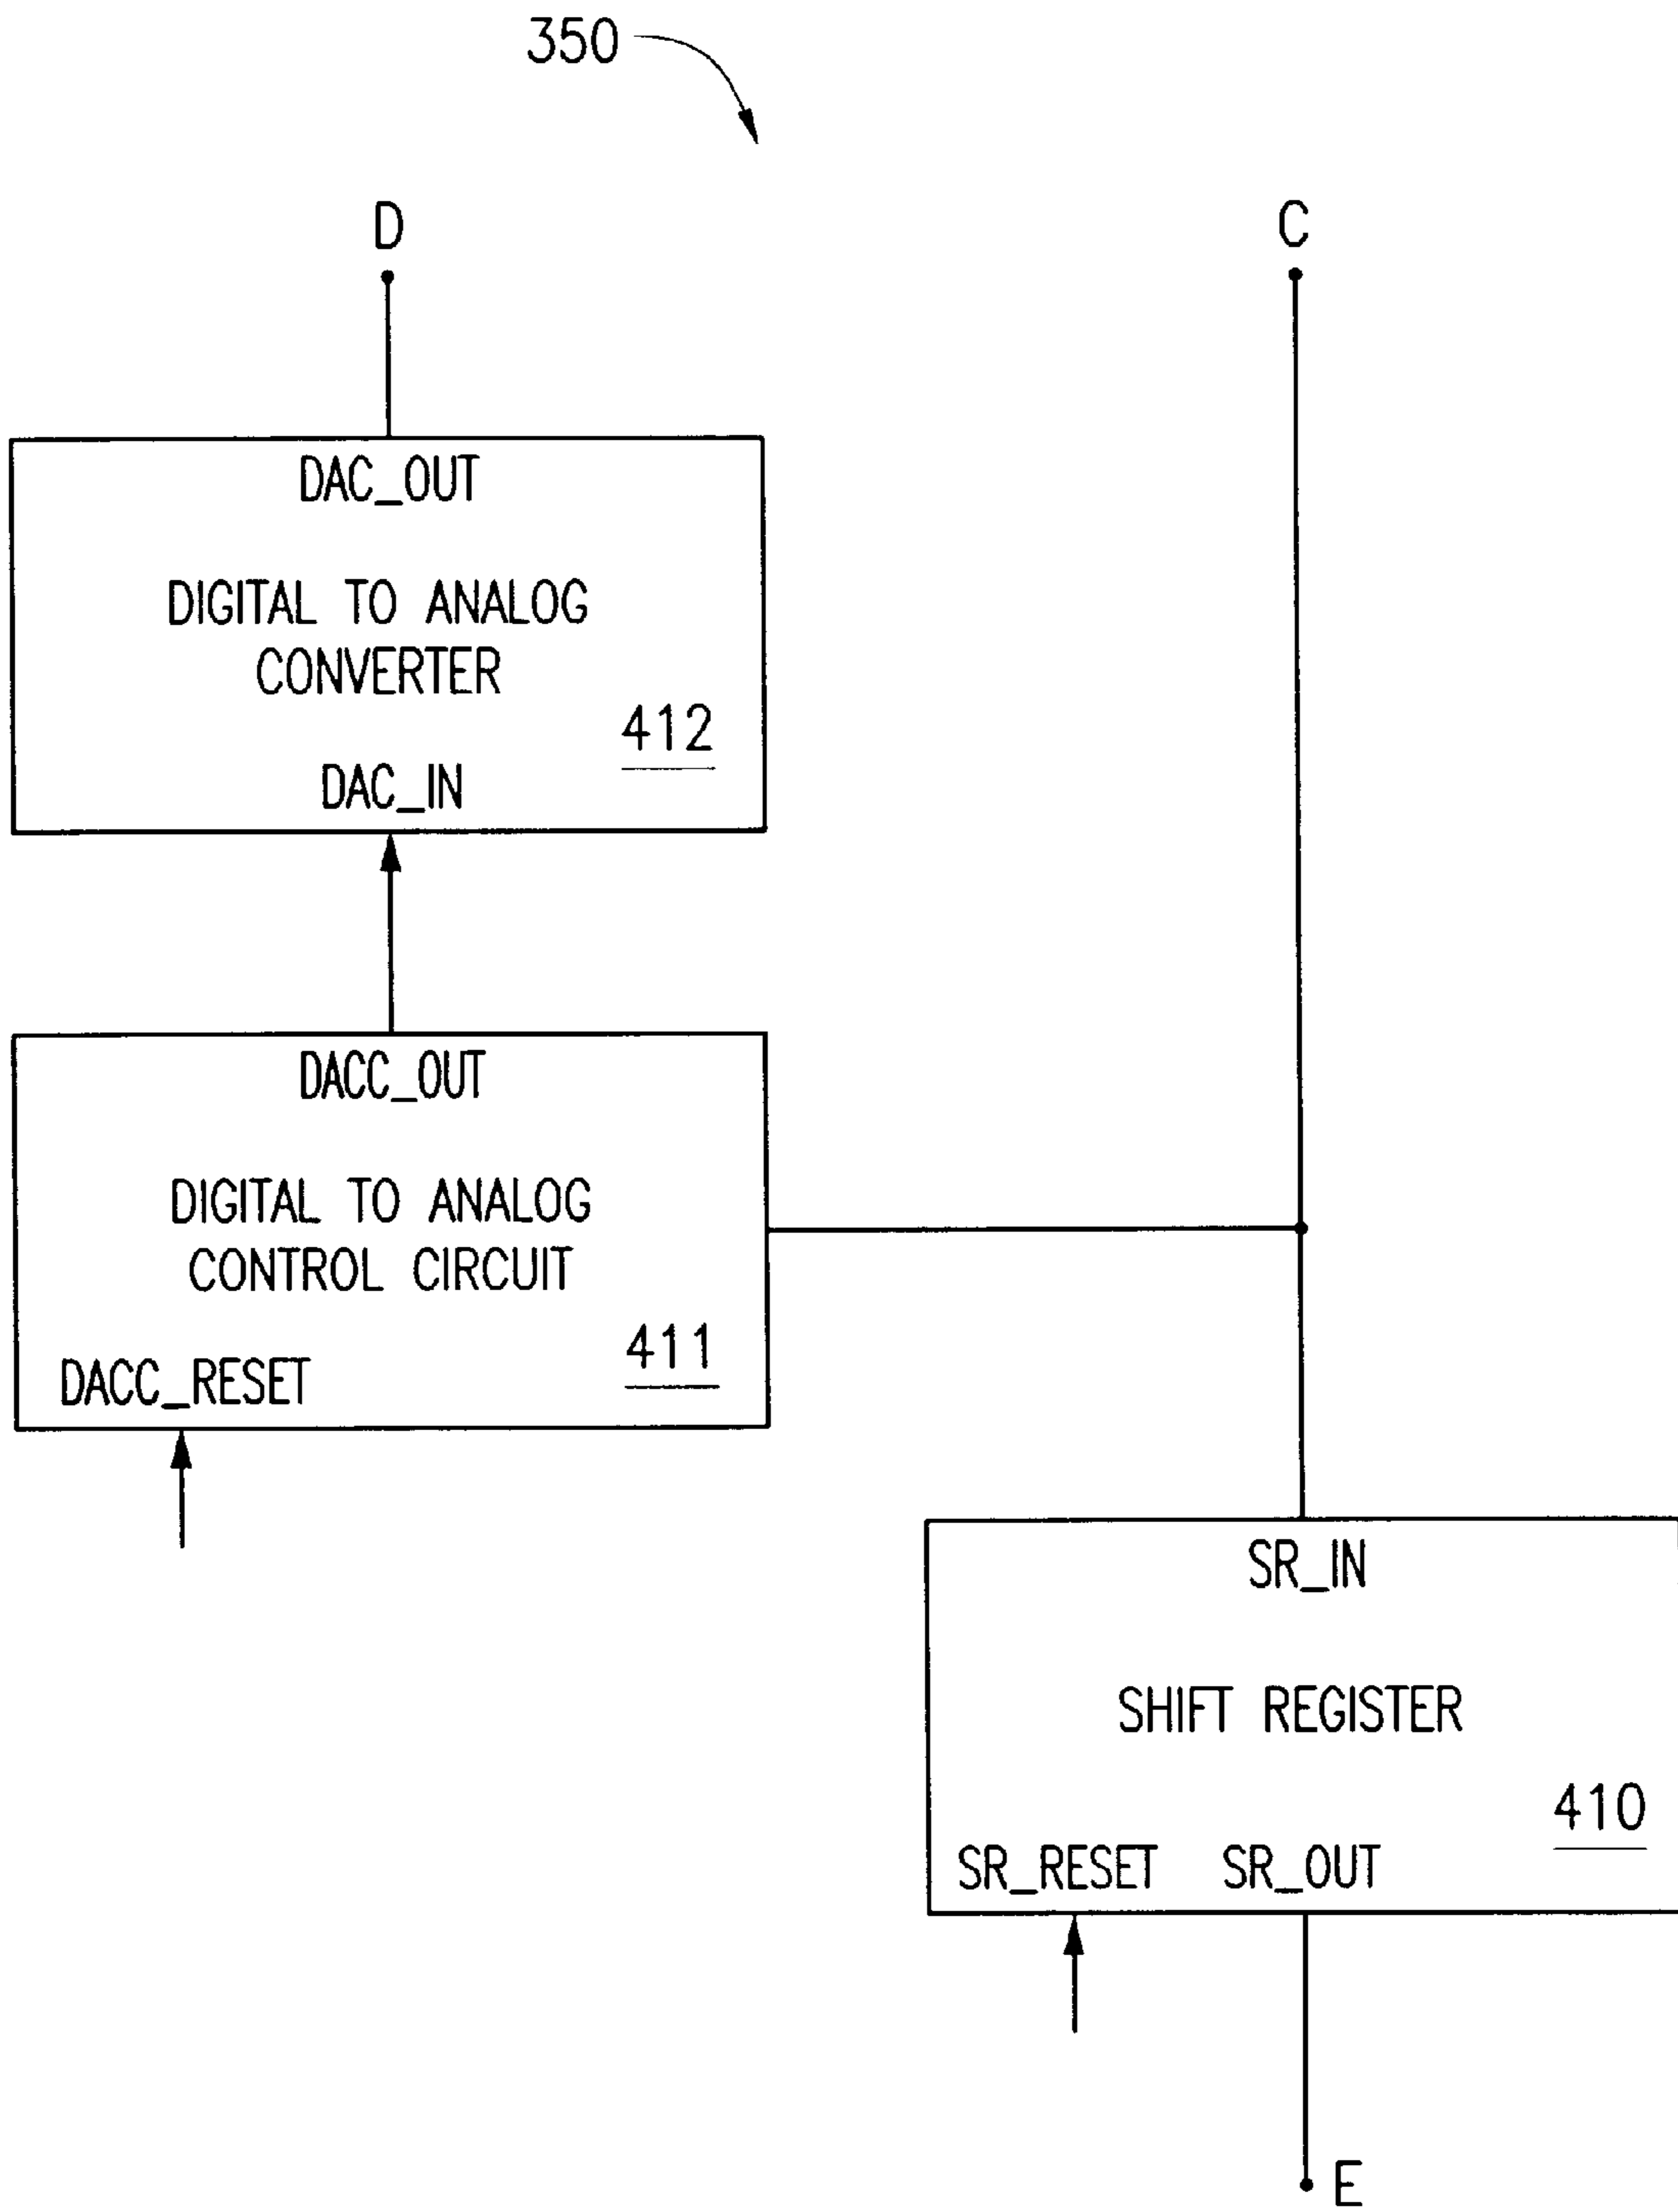 350
D
C
DAC_OUT
DIGITAL TO ANALOG
CONVERTER
412
DAC_IN
DACC_OUT
DIGITAL TO ANALOG
CONTROL CIRCUIT
411
DACC_RESET
SR_IN
SHIFT REGISTER
410
SR_RESET SR_OUT
E